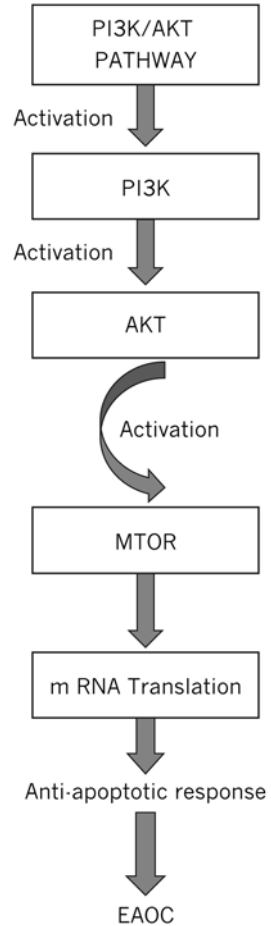 PI3K/AKT
PATHWAY
Activation
PI3K
Activation
AKT
Activation
MTOR
m RNA Translation
Anti-apoptotic response
EAOC